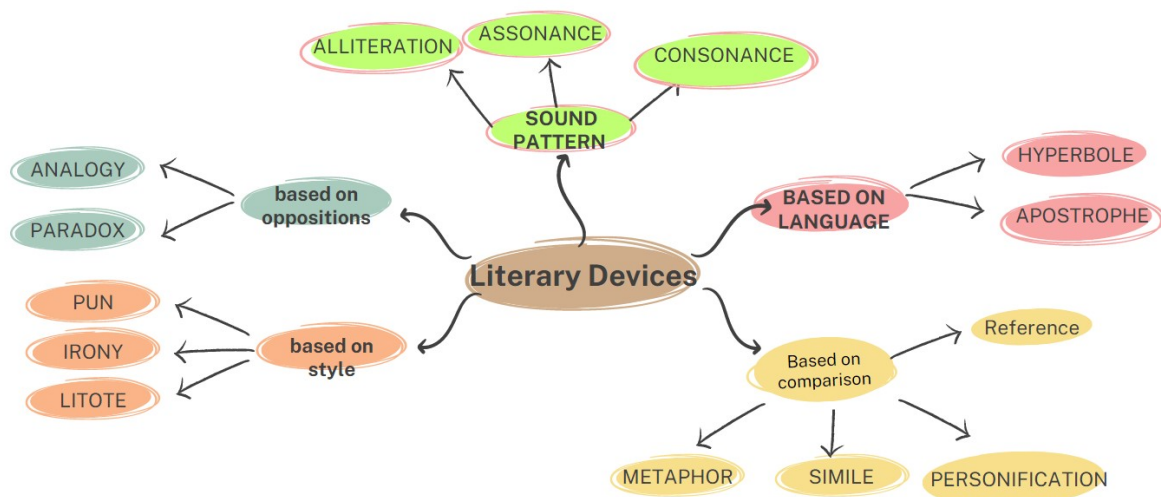 ALLITERATION
ASSONANCE
CONSONANCE
SOUND
PATTERN
ANALOGY
PARADOX
based on
oppositions
BASED ON
LANGUAGE
HYPERBOLE
APOSTROPHE
Literary Devices
PUN
IRONY
LITOTE
based on
style
Based on
comparison
Reference
METAPHOR
SIMILE
PERSONIFICATION